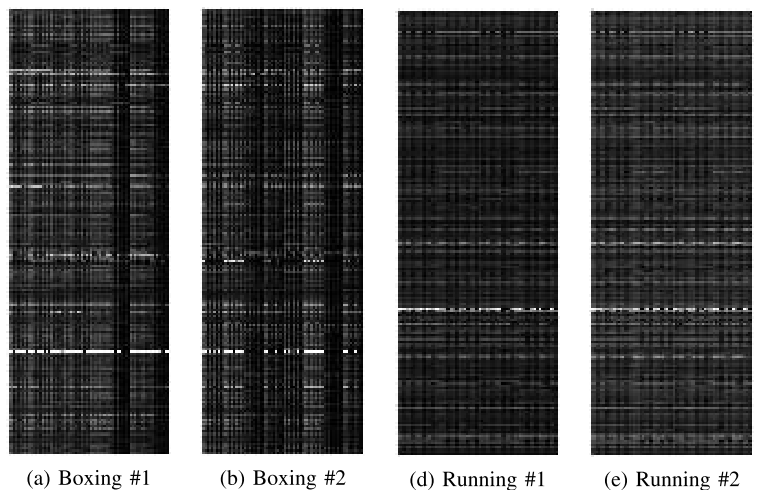 (a) Boxing #1
(b) Boxing #2
(d) Running #1
(e) Running #2